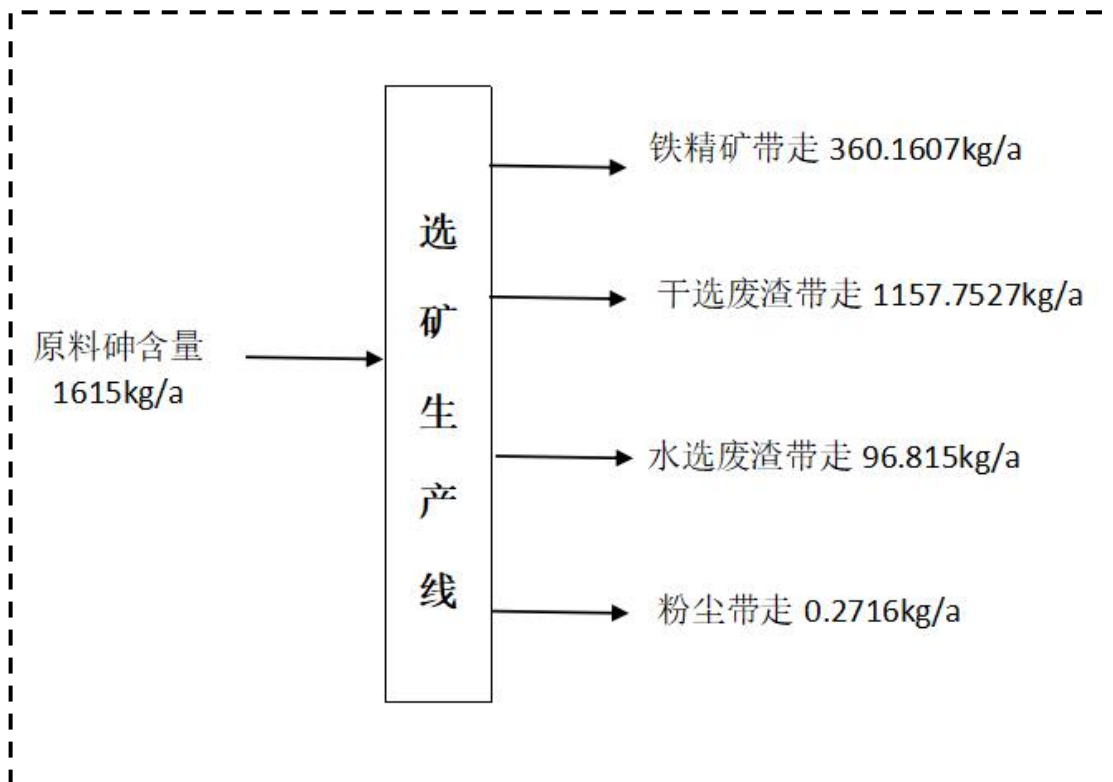 原料砷含量
1615kg/a
选
矿
生
产
线
铁精矿带走 360.1607kg/a
干选废渣带走 1157.7527kg/a
水选废渣带走 96.815kg/a
粉尘带走 0.2716kg/a